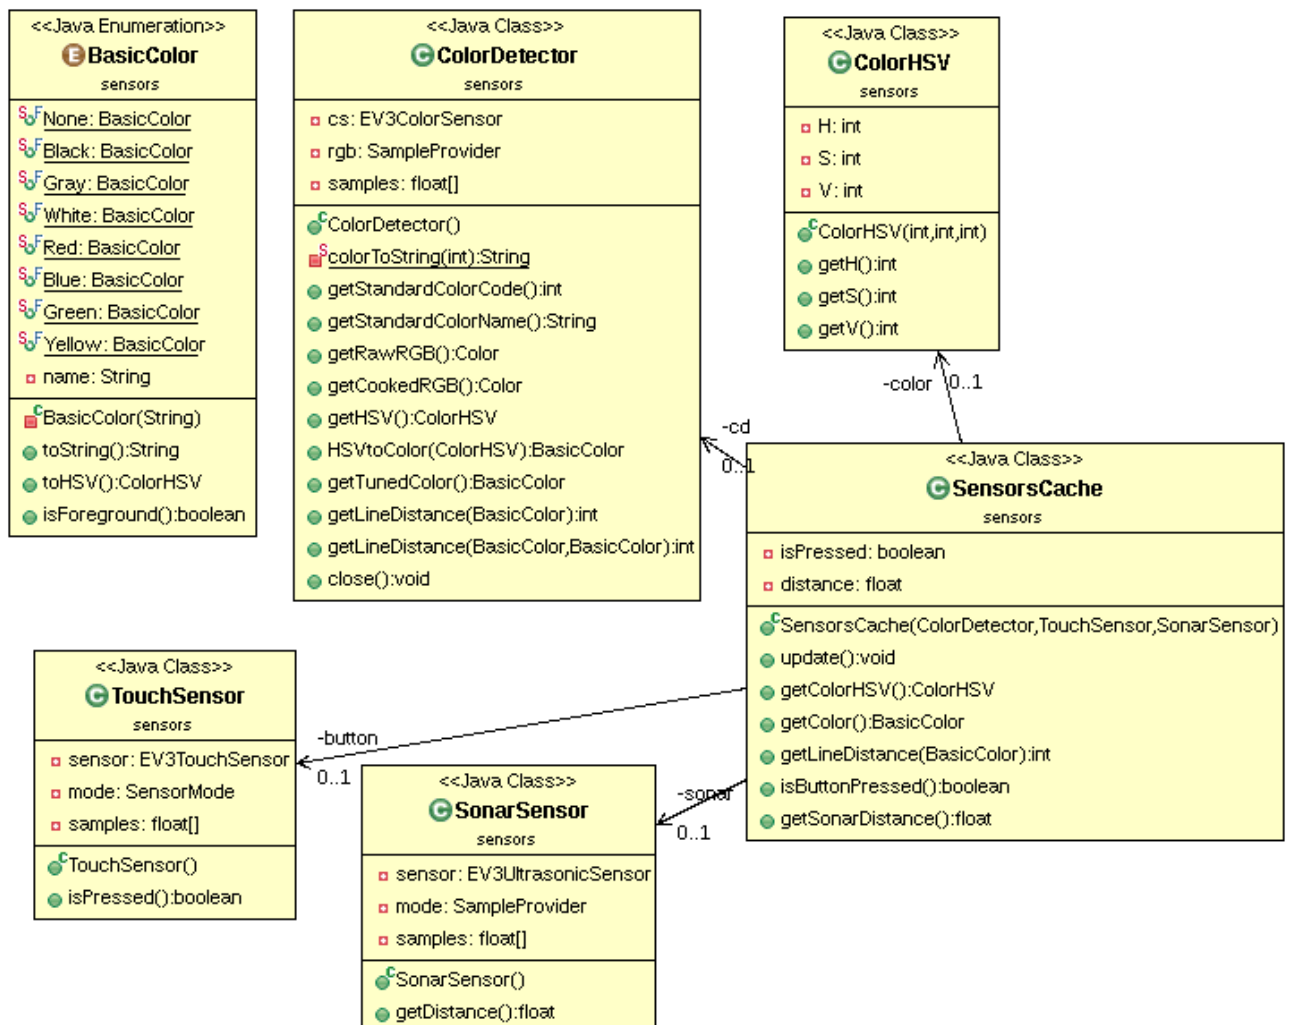 <<Java Enumeration>>
BasicColor
sensors
None: BasicColor
Black: BasicColor
Gray: BasicColor
White: BasicColor
Red: BasicColor
Blue: BasicColor
Green: BasicColor
Yellow: BasicColor
name: String
BasicColor(String)
toString():String
toHSV():ColorHSV
isForeground():boolean
<<Java Class>>
ColorDetector
sensors
cs: EV3ColorSensor
rgb: SampleProvider
samples: float[]
ColorDetector()
colorToString(int):String
getStandardColorCode():int
getStandardColorName():String
getRawRGB():Color
getCookedRGB():Color
getHSV():ColorHSV
HSVtoColor(ColorHSV):BasicColor
getTunedColor():BasicColor
getLineDistance(BasicColor):int
getLineDistance(BasicColor,BasicColor):int
close():void
<<Java Class>>
ColorHSV
sensors
H: int
S: int
V: int
ColorHSV(int,int,int)
getH():int
getS():int
getV():int
-color 0..1
-cd
0..1
<<Java Class>>
SensorsCache
sensors
isPressed: boolean
distance: float
SensorsCache(ColorDetector,TouchSensor,SonarSensor)
update():void
getColorHSV():ColorHSV
getColor():BasicColor
getLineDistance(BasicColor):int
isButtonPressed():boolean
getSonarDistance():float
<<Java Class>>
TouchSensor
sensors
sensor: EV3TouchSensor
mode: SensorMode
samples: float[]
TouchSensor()
isPressed():boolean
-button
0..1
<<Java Class>>
SonarSensor
sensors
sensor: EV3UltrasonicSensor
mode: SampleProvider
samples: float[]
SonarSensor()
getDistance():float
-sonar
0..1